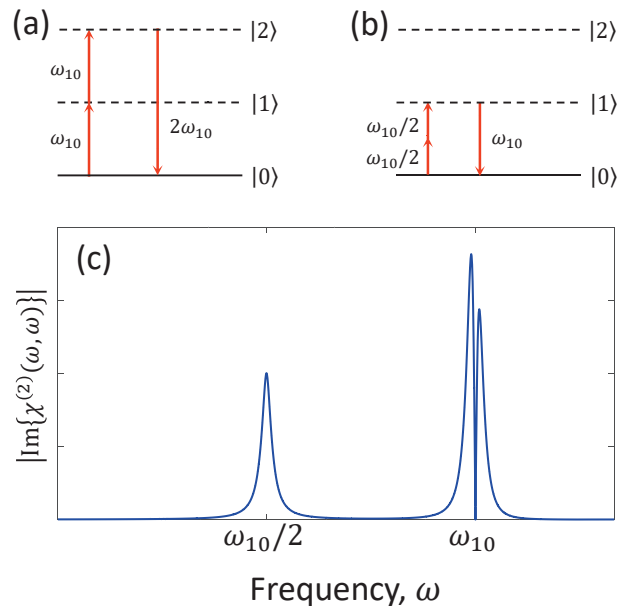 (a)
|2⟩
ω₁₀
|1⟩
ω₁₀
2ω₁₀
|0⟩
(b)
|2⟩
|1⟩
ω₁₀/2
ω₁₀
ω₁₀/2
|0⟩
(c)
|Im{χ⁽²⁾(ω, ω)}|
ω₁₀/2
ω₁₀
Frequency, ω